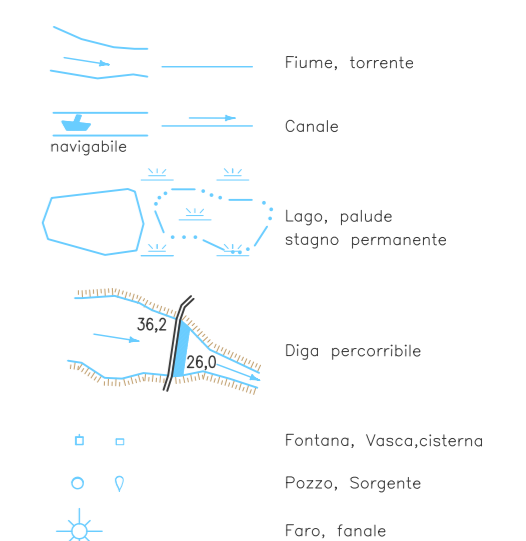 Fiume, torrente
Canale
navigabile
Lago, palude
stagno permanente
36,2
26,0
Diga percorribile
Fontana, Vasca,cisterna
Pozzo, Sorgente
Faro, fanale